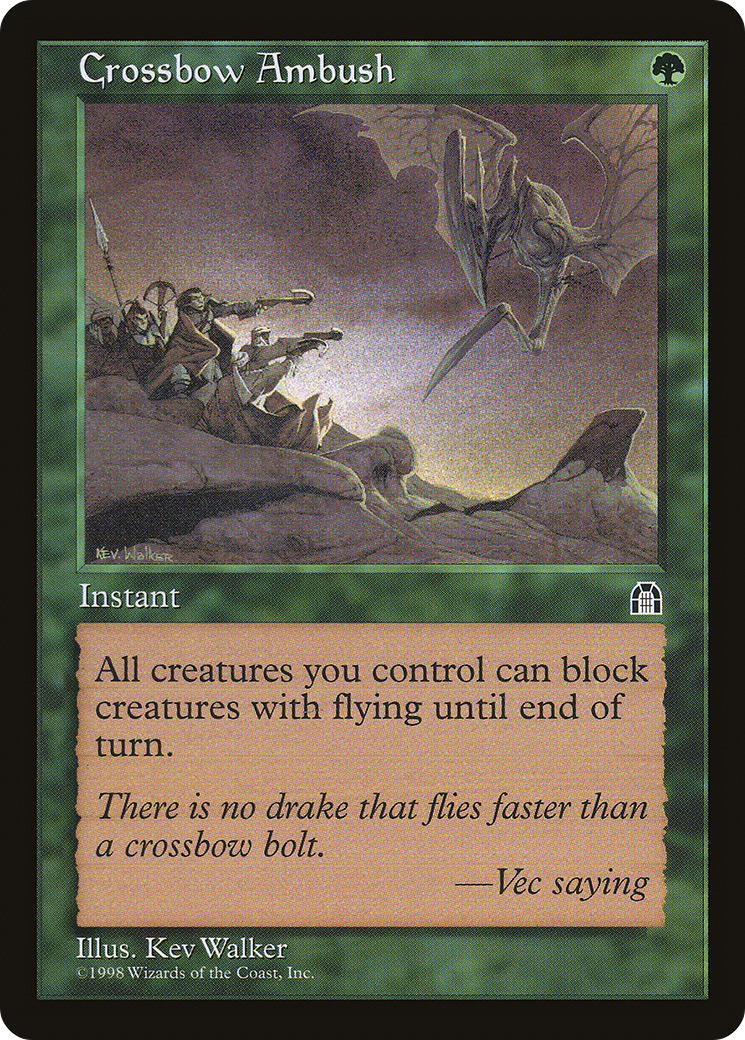 Crossbow Ambush
KEV. WALKER
Instant
All creatures you control can block
creatures with flying until end of
turn.
There is no drake that flies faster than
a crossbow bolt.
—Vec saying
Illus. Kev Walker
©1998 Wizards of the Coast, Inc.